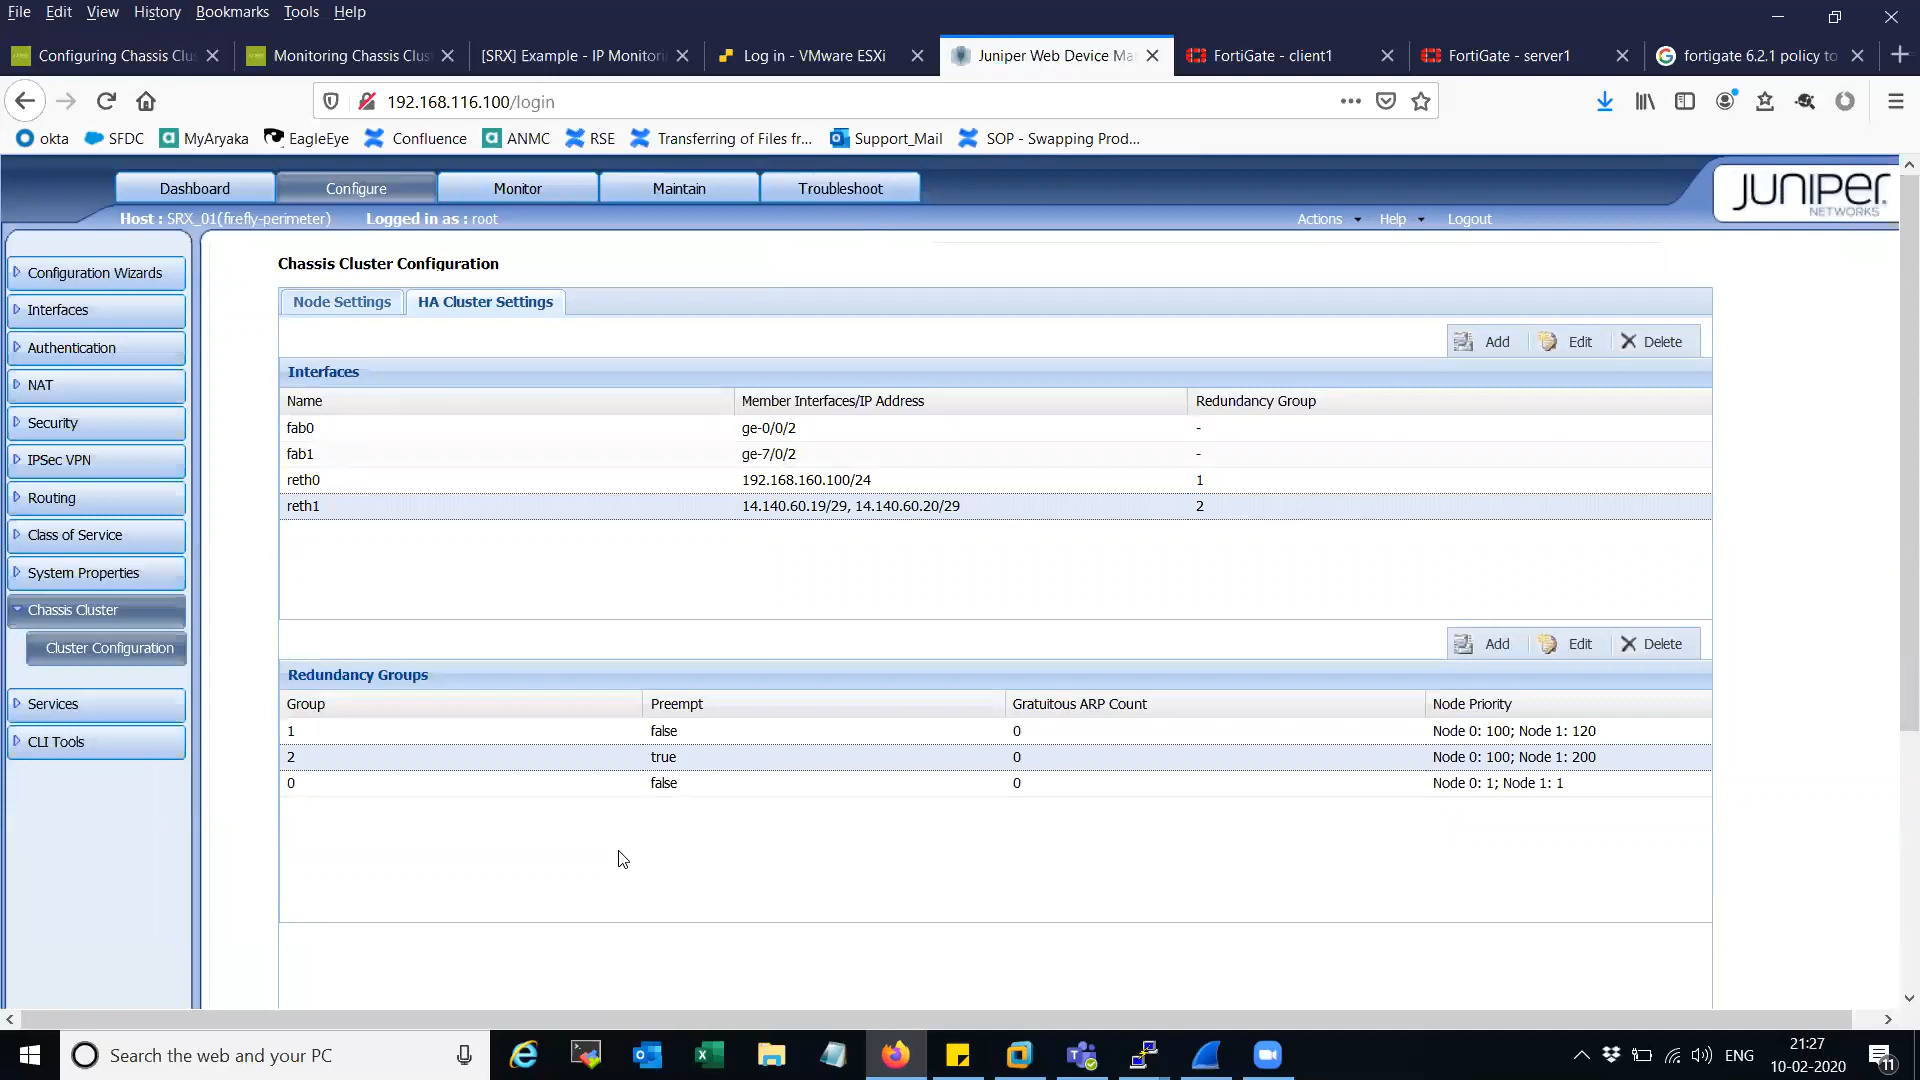 File Edit View History Bookmarks Tools Help
Configuring Chassis Clus
Monitoring Chassis Clus
[SRX] Example - IP Monitorin
Log in - VMware ESXi
Juniper Web Device Ma
FortiGate - client1
FortiGate - server1
fortigate 6.2.1 policy to
192.168.116.100/login
okta SFDC MyAryaka EagleEye Confluence ANMC RSE Transferring of Files fr... Support_Mail SOP - Swapping Prod...
Dashboard Configure Monitor Maintain Troubleshoot
JUNIPER
NETWORKS
Host : SRX_01(firefly-perimeter) Logged in as : root Actions Help Logout
Configuration Wizards
Interfaces
Authentication
NAT
Security
IPSec VPN
Routing
Class of Service
System Properties
Chassis Cluster
Cluster Configuration
Services
CLI Tools
Chassis Cluster Configuration
Node Settings HA Cluster Settings
Add Edit Delete
Interfaces
Name Member Interfaces/IP Address Redundancy Group
fab0 ge-0/0/2 -
fab1 ge-7/0/2 -
reth0 192.168.160.100/24 1
reth1 14.140.60.19/29, 14.140.60.20/29 2
Add Edit Delete
Redundancy Groups
Group Preempt Gratuitous ARP Count Node Priority
1 false 0 Node 0: 100; Node 1: 120
2 true 0 Node 0: 100; Node 1: 200
0 false 0 Node 0: 1; Node 1: 1
Search the web and your PC
ENG
21:27
10-02-2020
11